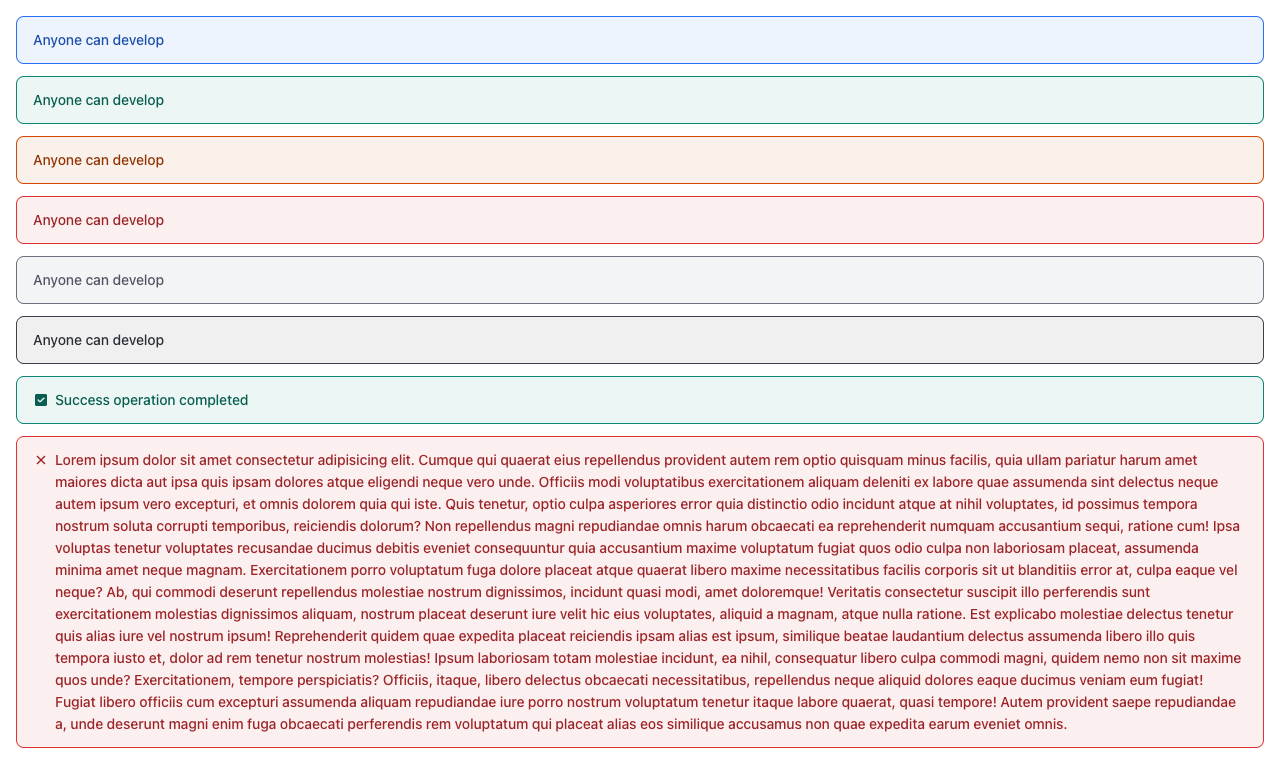 Anyone can develop
Anyone can develop
Anyone can develop
Anyone can develop
Anyone can develop
Anyone can develop
Success operation completed
Lorem ipsum dolor sit amet consectetur adipisicing elit. Cumque qui quaerat eius repellendus provident autem rem optio quisquam minus facilis, quia ullam pariatur harum amet
maiores dicta aut ipsa quis ipsam dolores atque eligendi neque vero unde. Officiis modi voluptatibus exercitationem aliquam deleniti ex labore quae assumenda sint delectus neque
autem ipsum vero excepturi, et omnis dolorem quia qui iste. Quis tenetur, optio culpa asperiores error quia distinctio odio incidunt atque at nihil voluptates, id possimus tempora
nostrum soluta corrupti temporibus, reiciendis dolorum? Non repellendus magni repudiandae omnis harum obcaecati ea reprehenderit numquam accusantium sequi, ratione cum! Ipsa
voluptas tenetur voluptates recusandae ducimus debitis eveniet consequuntur quia accusantium maxime voluptatum fugiat quos odio culpa non laboriosam placeat, assumenda
minima amet neque magnam. Exercitationem porro voluptatum fuga dolore placeat atque quaerat libero maxime necessitatibus facilis corporis sit ut blanditiis error at, culpa eaque vel
neque? Ab, qui commodi deserunt repellendus molestiae nostrum dignissimos, incidunt quasi modi, amet doloremque! Veritatis consectetur suscipit illo perferendis sunt
exercitationem molestias dignissimos aliquam, nostrum placeat deserunt iure velit hic eius voluptates, aliquid a magnam, atque nulla ratione. Est explicabo molestiae delectus tenetur
quis alias iure vel nostrum ipsum! Reprehenderit quidem quae expedita placeat reiciendis ipsam alias est ipsum, similique beatae laudantium delectus assumenda libero illo quis
tempora iusto et, dolor ad rem tenetur nostrum molestias! Ipsum laboriosam totam molestiae incidunt, ea nihil, consequatur libero culpa commodi magni, quidem nemo non sit maxime
quos unde? Exercitationem, tempore perspiciatis? Officiis, itaque, libero delectus obcaecati necessitatibus, repellendus neque aliquid dolores eaque ducimus veniam eum fugiat!
Fugiat libero officiis cum excepturi assumenda aliquam repudiandae iure porro nostrum voluptatum tenetur itaque labore quaerat, quasi tempore! Autem provident saepe repudiandae
a, unde deserunt magni enim fuga obcaecati perferendis rem voluptatum qui placeat alias eos similique accusamus non quae expedita earum eveniet omnis.